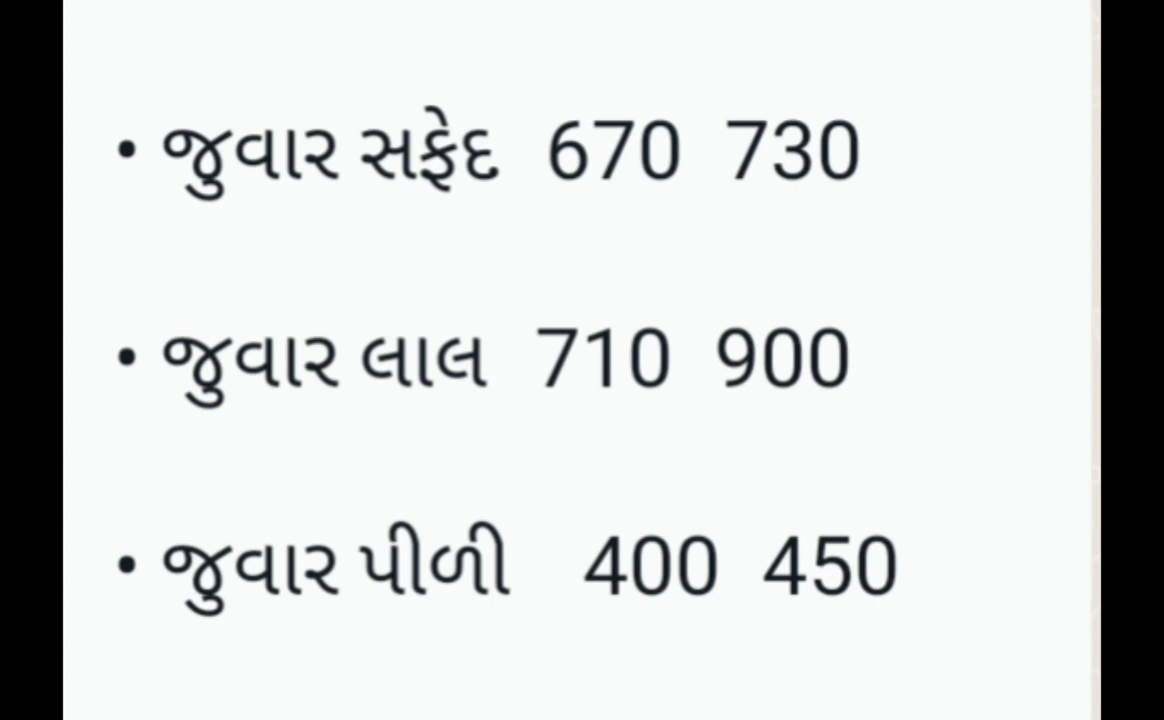 • જુવાર સફેદ 670 730
• જુવાર લાલ 710 900
• જુવાર પીળી 400 450